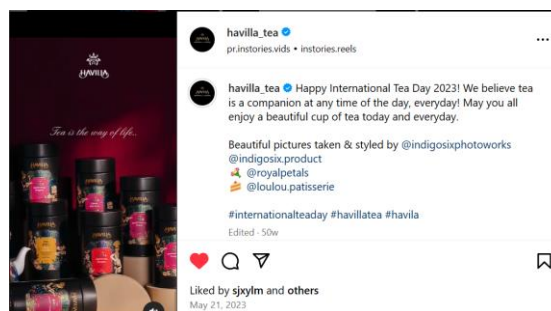 HAVILLA
Tea is the way of life..
havilla_tea
pr.instories.vids • instories.reels
havilla_tea Happy International Tea Day 2023! We believe tea
is a companion at any time of the day, everyday! May you all
enjoy a beautiful cup of tea today and everyday.
Beautiful pictures taken & styled by @indigosixphotoworks
@indigosix.product
@royalpetals
@loulou.patisserie
#internationalteaday #havillatea #havila
Edited · 50w
Liked by sjxylm and others
May 21, 2023